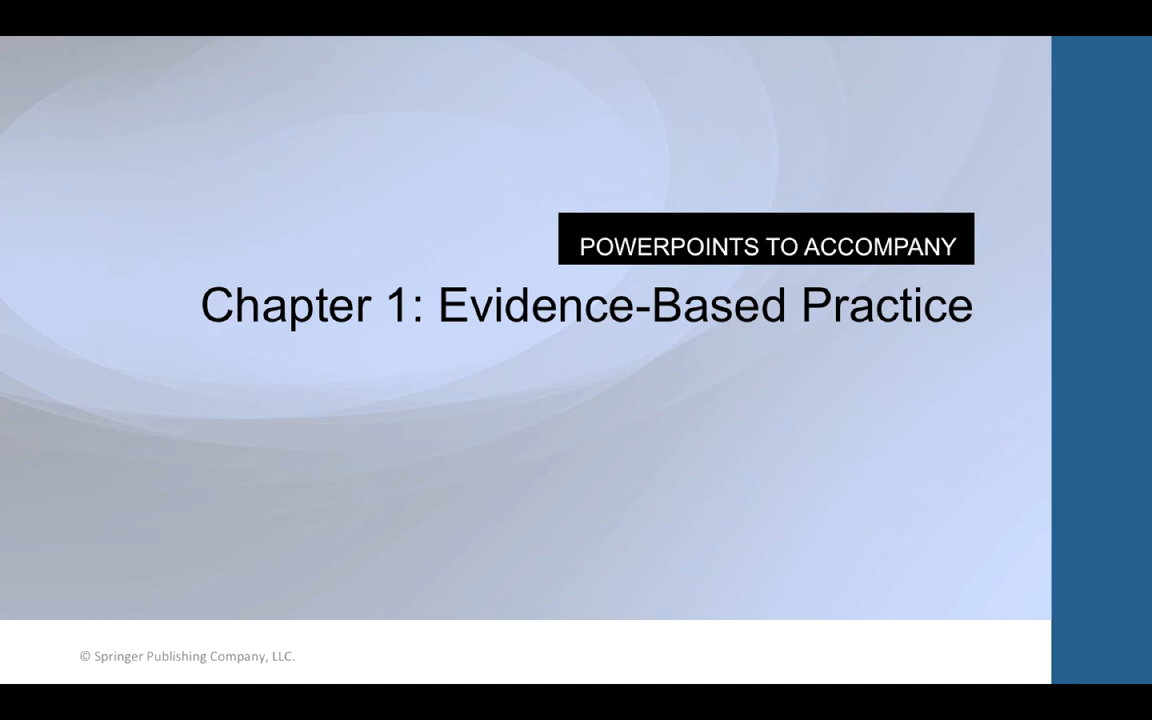 POWERPOINTS TO ACCOMPANY
Chapter 1: Evidence-Based Practice
© Springer Publishing Company, LLC.